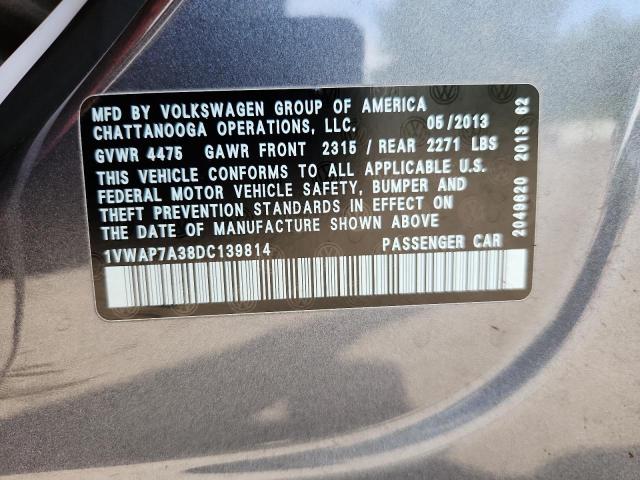 MFD BY VOLKSWAGEN GROUP OF AMERICA
CHATTANOOGA OPERATIONS, LLC. 05/2013
GVWR 4475 GAWR FRONT 2315 / REAR 2271 LBS
THIS VEHICLE CONFORMS TO ALL APPLICABLE U.S.
FEDERAL MOTOR VEHICLE SAFETY, BUMPER AND
THEFT PREVENTION STANDARDS IN EFFECT ON
THE DATE OF MANUFACTURE SHOWN ABOVE
1VWAP7A38DC139814 PASSENGER CAR
2049620 2013 62